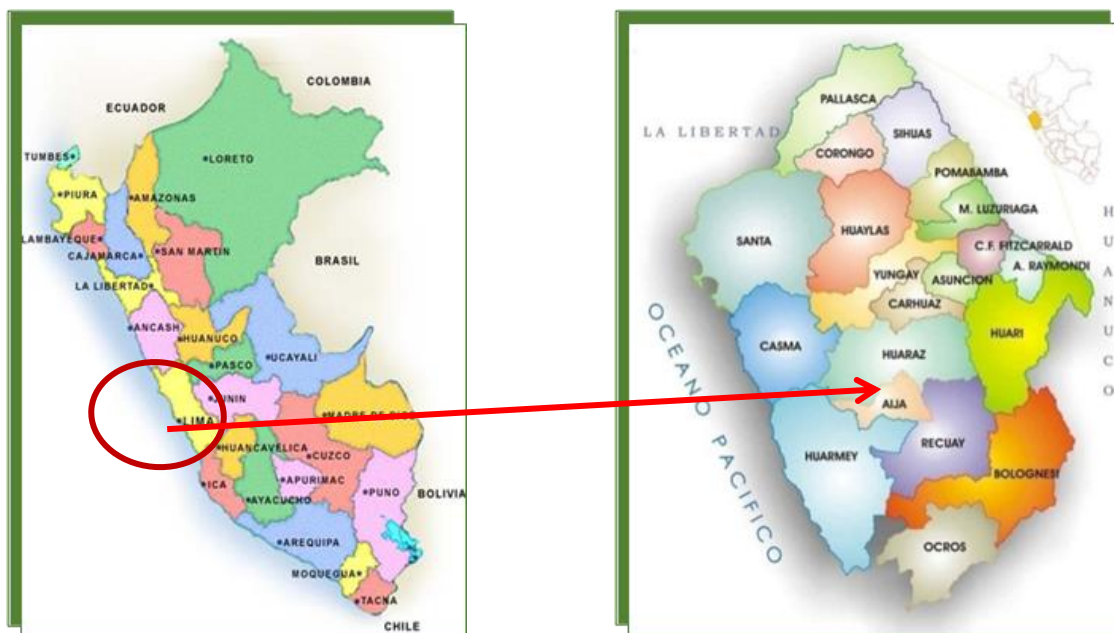 COLOMBIA
ECUADOR
TUMBES
LORETO
PIURA
AMAZONAS
LAMBAYEQUE
SAN MARTIN
CAJAMARCA
BRASIL
LA LIBERTAD
ANCASH
HUANUCO
UCAYALI
PASCO
JUNIN
LIMA
MADRE DE DIOS
HUANCAVELICA
CUZCO
ICA
APURIMAC
PUNO
BOLIVIA
AYACUCHO
AREQUIPA
MOQUEGUA
TACNA
CHILE
PALLASCA
LA LIBERTAD
SIHUAS
CORONGO
POMABAMBA
M. LUZURIAGA
HUAYLAS
SANTA
C.F. FITZCARRALD
A. RAYMONDI
YUNGAY
ASUNCION
CARHUAZ
HUANUCO
HUARI
CASMA
HUARAZ
OCEANO PACIFICO
AIJA
RECUAY
HUARMEY
BOLOGNESI
OCROS